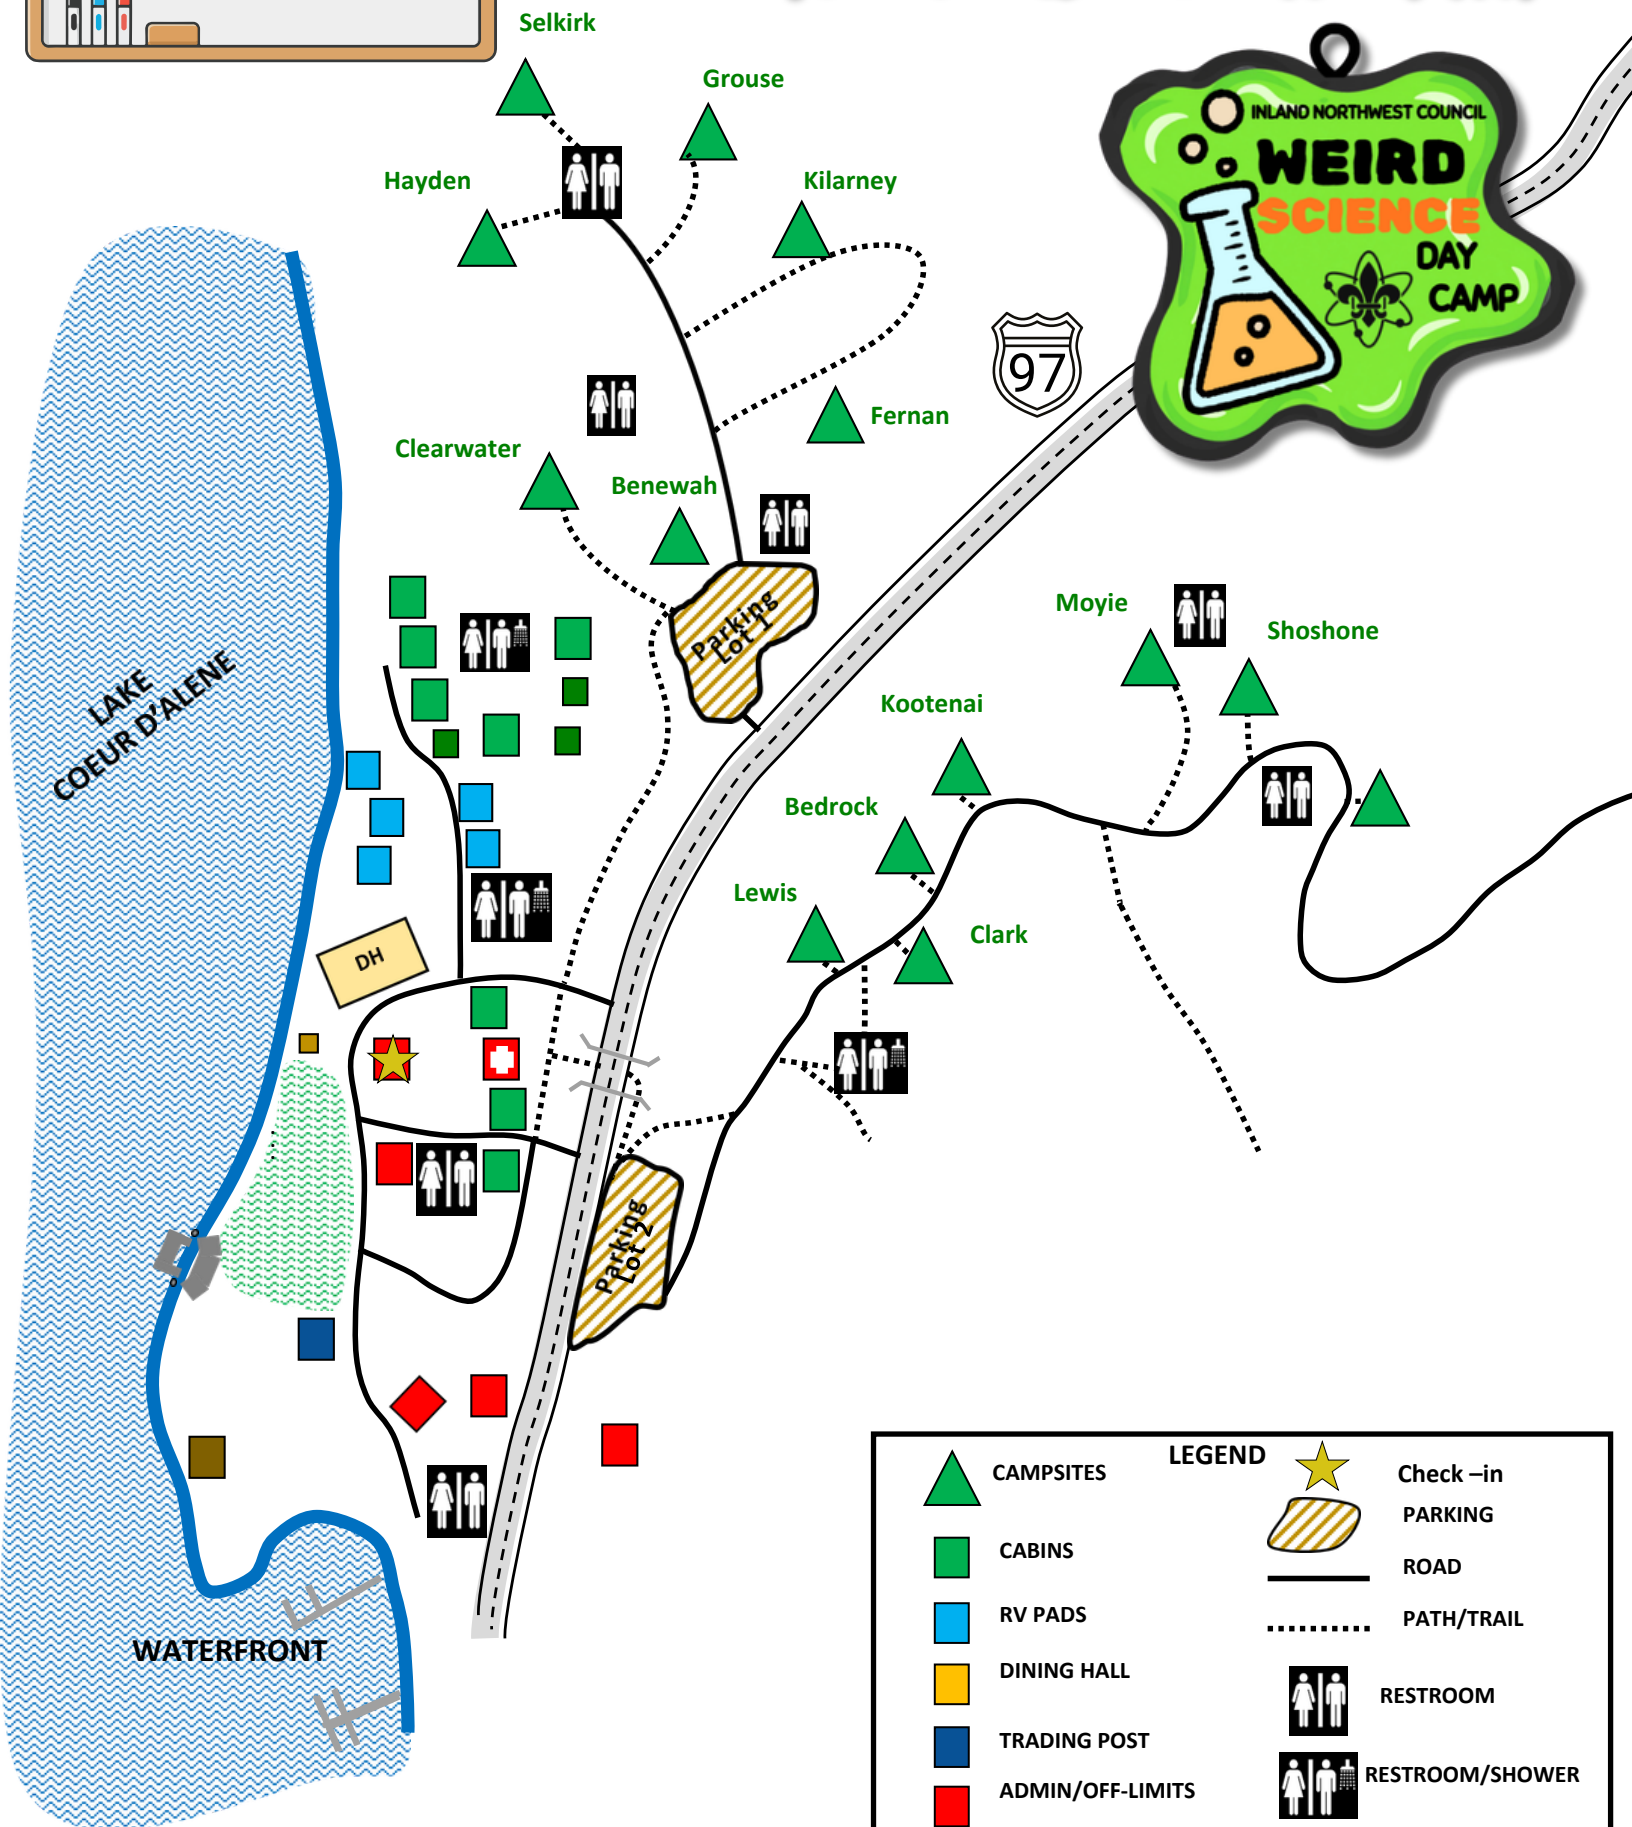 Selkirk
Grouse
Hayden
Kilarney
INLAND NORTHWEST COUNCIL
WEIRD
SCIENCE
DAY
CAMP
97
Fernan
Clearwater
Benewah
Parking
Lot 1
Moyie
Shoshone
LAKE
COEUR D'ALENE
Kootenai
Bedrock
Lewis
Clark
DH
Parking
Lot 2
WATERFRONT
LEGEND
CAMPSITES
Check –in
PARKING
CABINS
ROAD
RV PADS
PATH/TRAIL
DINING HALL
RESTROOM
TRADING POST
RESTROOM/SHOWER
ADMIN/OFF-LIMITS